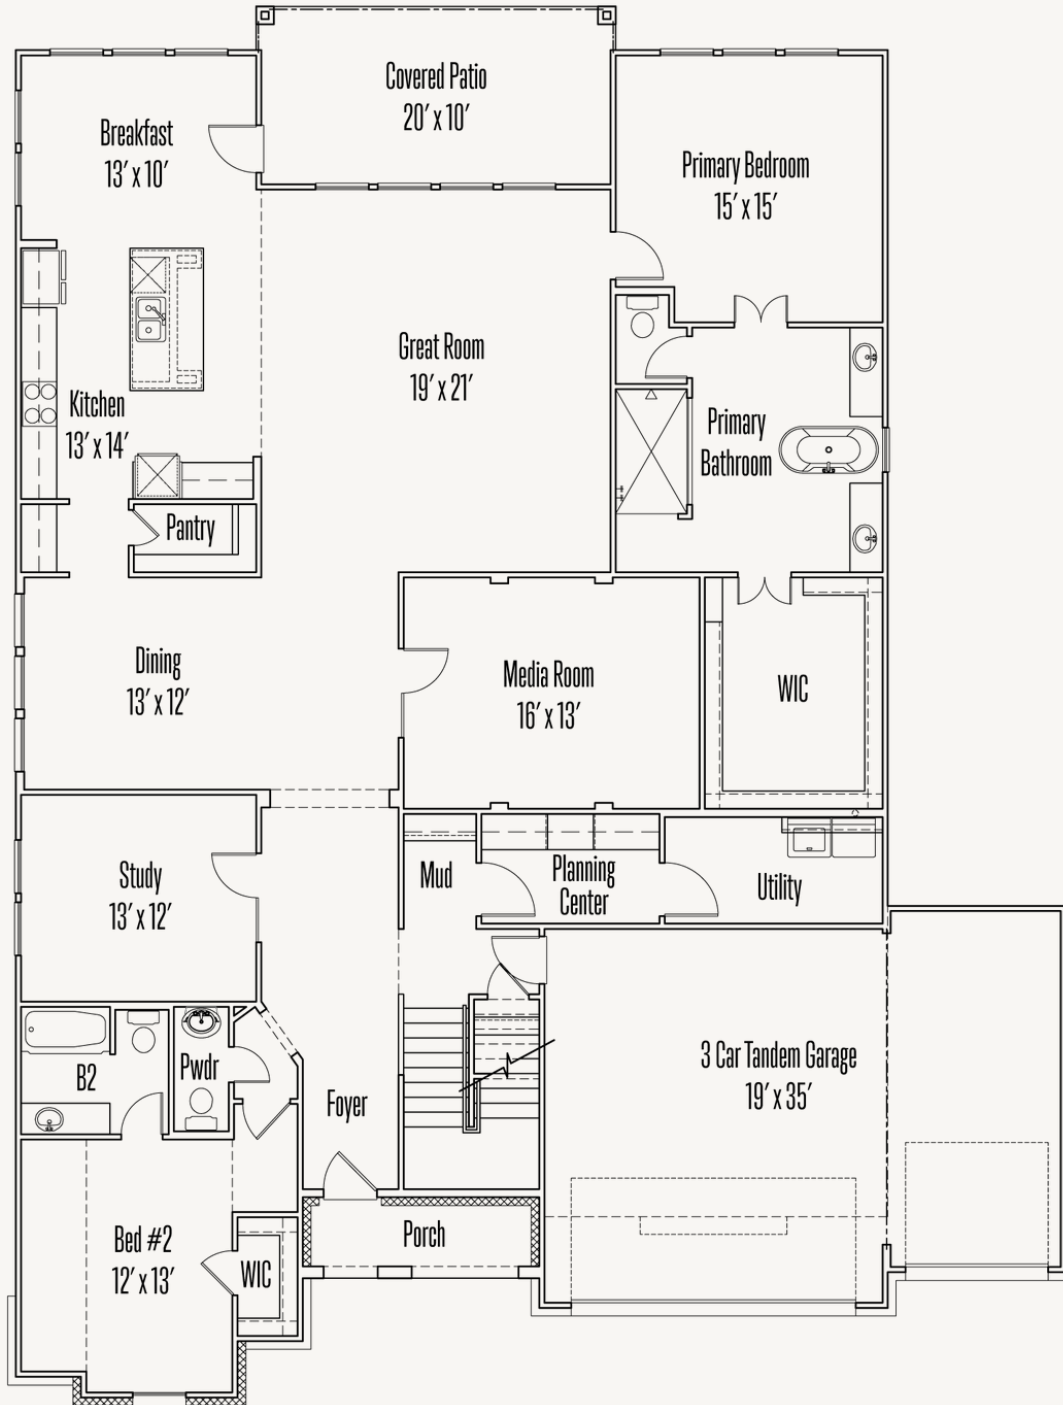 Covered Patio
20' x 10'
Breakfast
13' x 10'
Primary Bedroom
15' x 15'
Great Room
19' x 21'
Kitchen
13' x 14'
Primary
Bathroom
Pantry
Dining
13' x 12'
Media Room
16' x 13'
WIC
Study
13' x 12'
Mud
Planning
Center
Utility
B2
Pwdr
Foyer
3 Car Tandem Garage
19' x 35'
Bed #2
12' x 13'
WIC
Porch